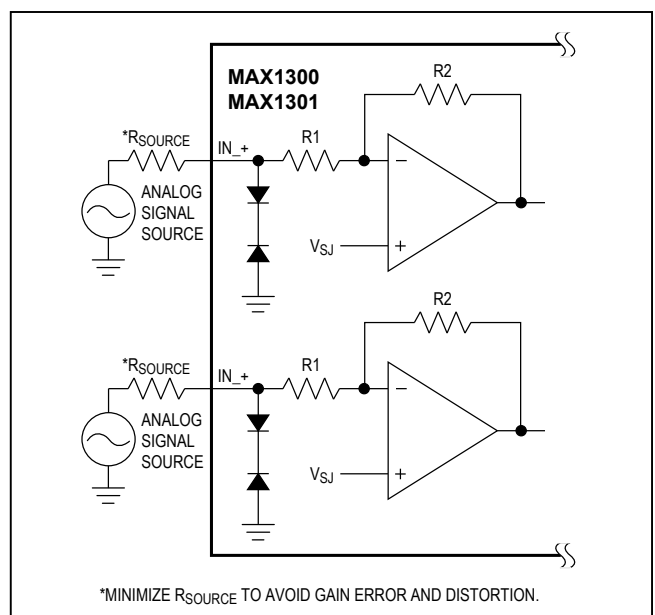 MAX1300
MAX1301
R2
*RSOURCE
IN_+
R1
−
ANALOG
SIGNAL
SOURCE
VSJ
+
R2
*RSOURCE
IN_+
R1
−
ANALOG
SIGNAL
SOURCE
VSJ
+
*MINIMIZE RSOURCE TO AVOID GAIN ERROR AND DISTORTION.